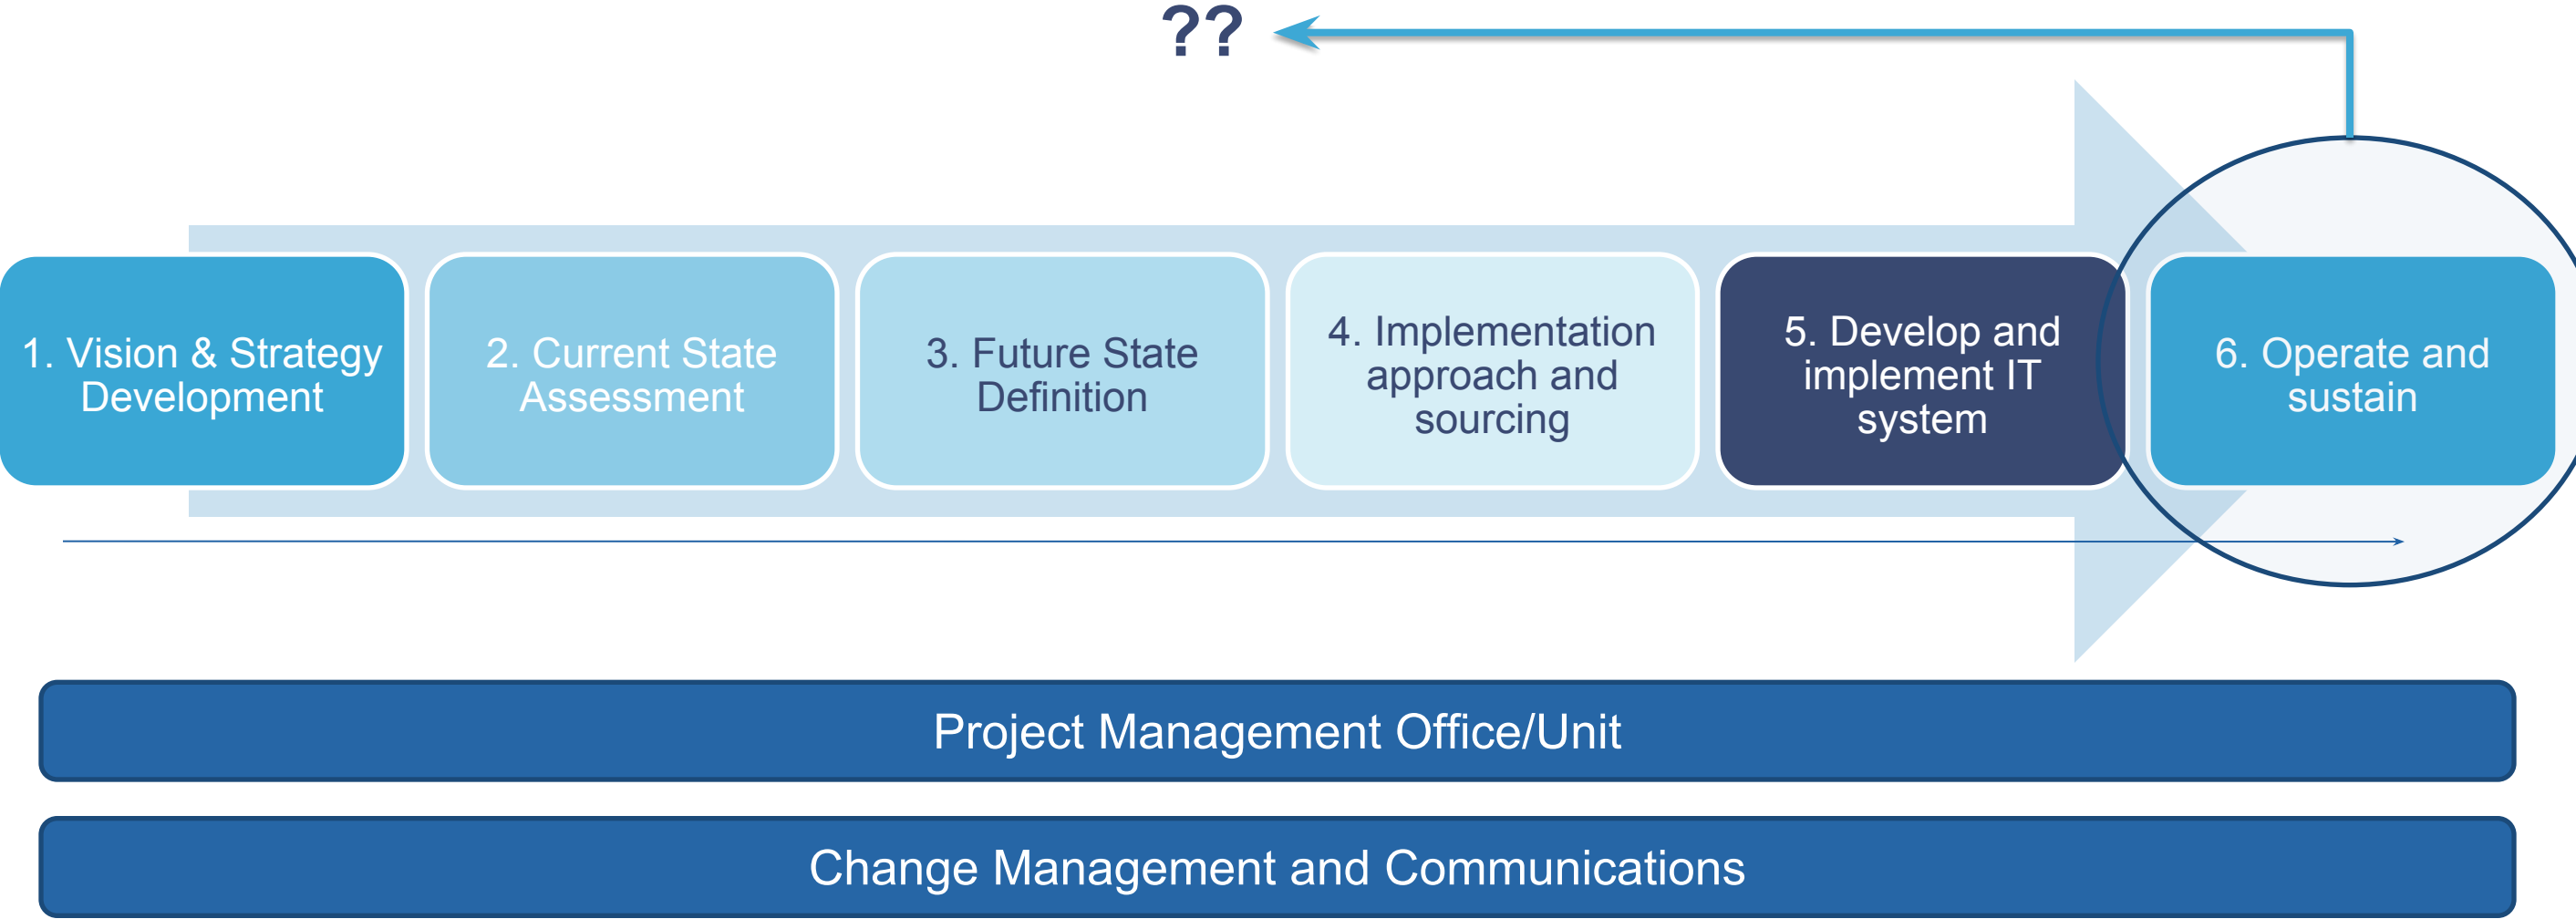 ??
1. Vision & Strategy
Development
2. Current State
Assessment
3. Future State
Definition
4. Implementation
approach and
sourcing
5. Develop and
implement IT
system
6. Operate and
sustain
Project Management Office/Unit
Change Management and Communications